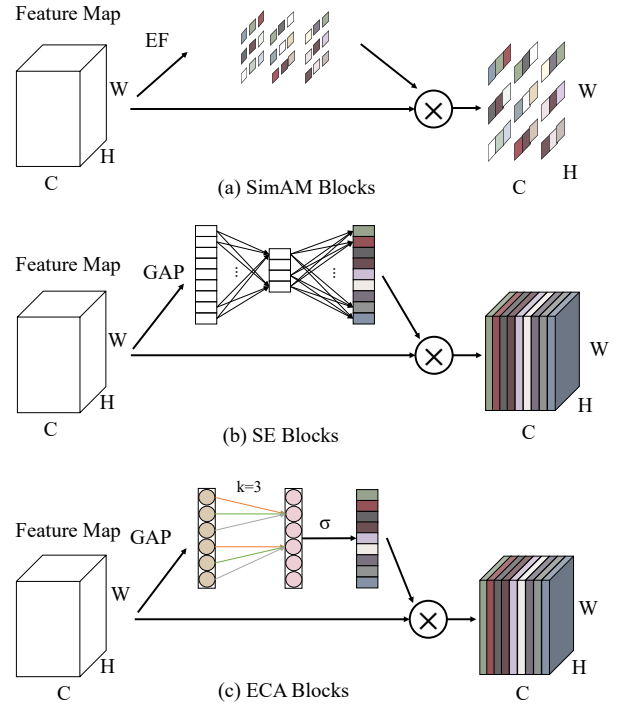 Feature Map
EF
W
H
C
W
H
C
(a) SimAM Blocks
Feature Map
GAP
...
...
W
H
C
W
H
C
(b) SE Blocks
Feature Map
GAP
k=3
σ
W
H
C
W
H
C
(c) ECA Blocks